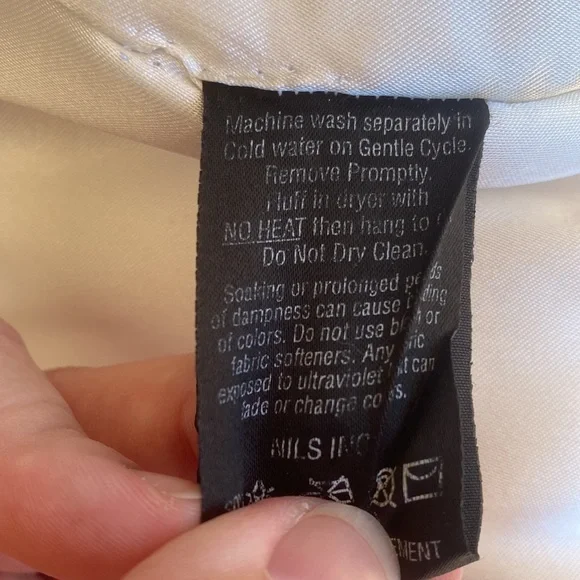 Machine wash separately in
Cold water on Gentle Cycle.
Remove Promptly.
Fluff in dryer with
NO HEAT then hang to
Do Not Dry Clean.
Soaking or prolonged
of dampness can cause
of colors. Do not use or
fabric softeners. Any
exposed to ultraviolet can
fade or change
NILS INC